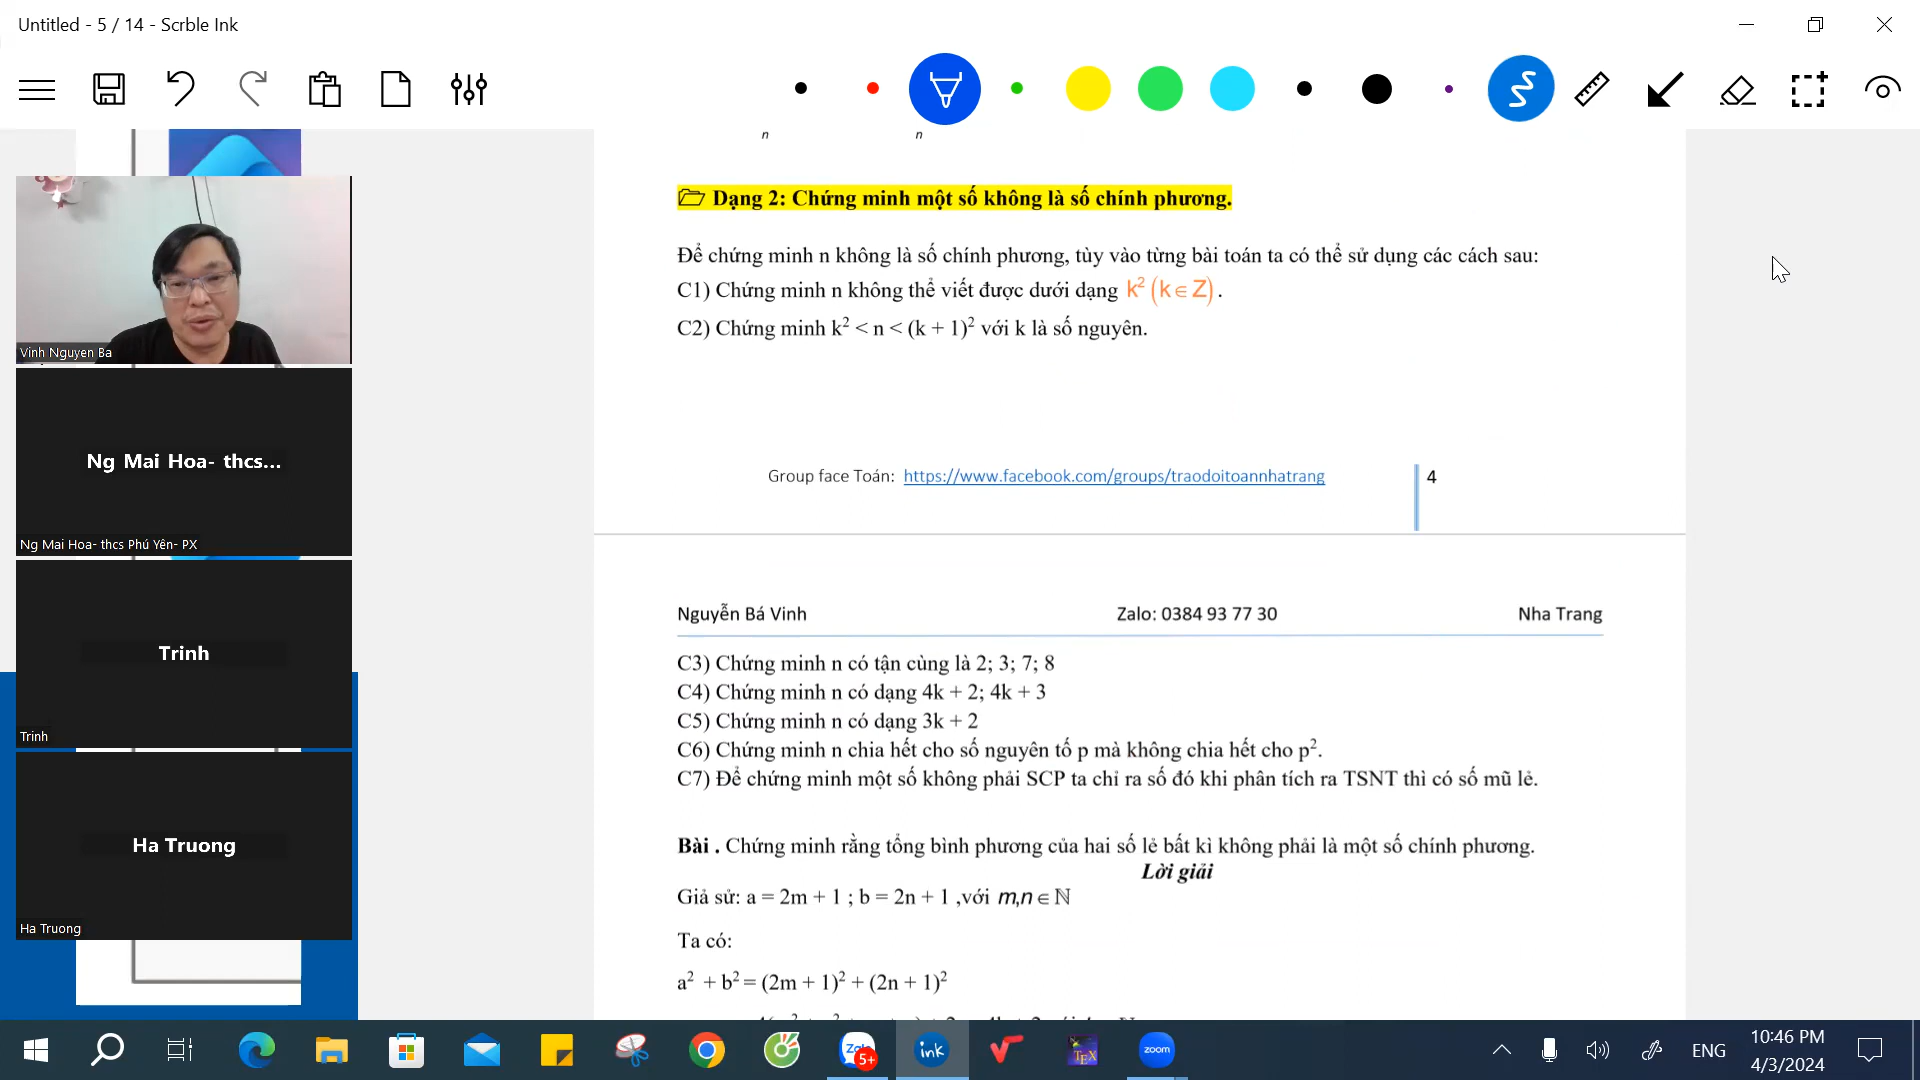 Untitled - 5 / 14 - Scrble Ink
n n
Dạng 2: Chứng minh một số không là số chính phương.
Để chứng minh n không là số chính phương, tùy vào từng bài toán ta có thể sử dụng các cách sau:
C1) Chứng minh n không thể viết được dưới dạng k² (k ∈ Z).
C2) Chứng minh k² < n < (k + 1)² với k là số nguyên.
Group face Toán: https://www.facebook.com/groups/traodoitoannhatrang 4
Nguyễn Bá Vinh Zalo: 0384 93 77 30 Nha Trang
C3) Chứng minh n có tận cùng là 2; 3; 7; 8
C4) Chứng minh n có dạng 4k + 2; 4k + 3
C5) Chứng minh n có dạng 3k + 2
C6) Chứng minh n chia hết cho số nguyên tố p mà không chia hết cho p².
C7) Để chứng minh một số không phải SCP ta chỉ ra số đó khi phân tích ra TSNT thì có số mũ lẻ.
Bài . Chứng minh rằng tổng bình phương của hai số lẻ bất kì không phải là một số chính phương.
Lời giải
Giả sử: a = 2m + 1 ; b = 2n + 1 ,với m,n ∈ ℕ
Ta có:
a² + b² = (2m + 1)² + (2n + 1)²
Vinh Nguyen Ba
Ng Mai Hoa- thcs...
Ng Mai Hoa- thcs Phú Yên- PX
Trinh
Trinh
Ha Truong
Ha Truong
Zalo
5+
ink
TEX
zoom
ENG
10:46 PM
4/3/2024